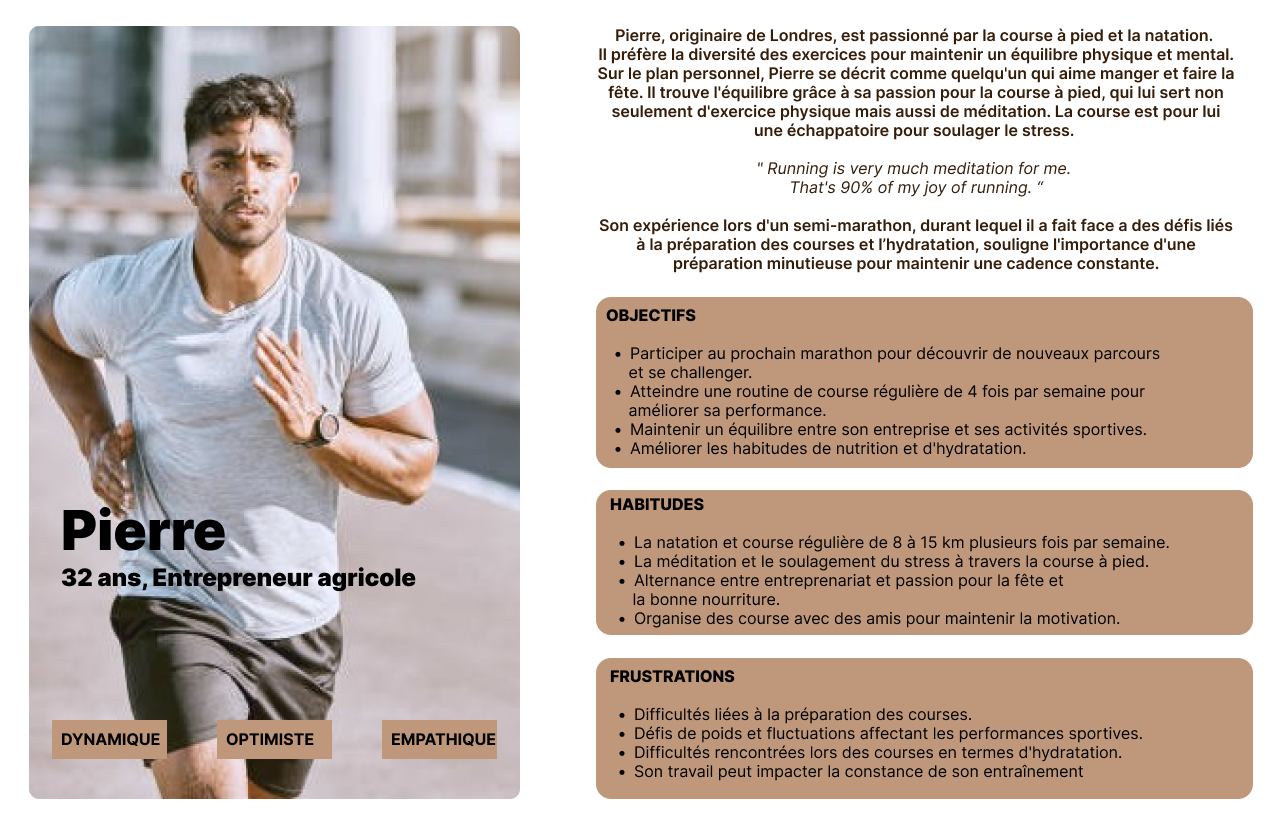 Pierre
32 ans, Entrepreneur agricole
DYNAMIQUE
OPTIMISTE
EMPATHIQUE
Pierre, originaire de Londres, est passionné par la course à pied et la natation.
Il préfère la diversité des exercices pour maintenir un équilibre physique et mental.
Sur le plan personnel, Pierre se décrit comme quelqu'un qui aime manger et faire la
fête. Il trouve l'équilibre grâce à sa passion pour la course à pied, qui lui sert non
seulement d'exercice physique mais aussi de méditation. La course est pour lui
une échappatoire pour soulager le stress.
" Running is very much meditation for me.
That's 90% of my joy of running. “
Son expérience lors d'un semi-marathon, durant lequel il a fait face a des défis liés
à la préparation des courses et l’hydratation, souligne l'importance d'une
préparation minutieuse pour maintenir une cadence constante.
OBJECTIFS
• Participer au prochain marathon pour découvrir de nouveaux parcours
et se challenger.
• Atteindre une routine de course régulière de 4 fois par semaine pour
améliorer sa performance.
• Maintenir un équilibre entre son entreprise et ses activités sportives.
• Améliorer les habitudes de nutrition et d'hydratation.
HABITUDES
• La natation et course régulière de 8 à 15 km plusieurs fois par semaine.
• La méditation et le soulagement du stress à travers la course à pied.
• Alternance entre entreprenariat et passion pour la fête et
la bonne nourriture.
• Organise des course avec des amis pour maintenir la motivation.
FRUSTRATIONS
• Difficultés liées à la préparation des courses.
• Défis de poids et fluctuations affectant les performances sportives.
• Difficultés rencontrées lors des courses en termes d'hydratation.
• Son travail peut impacter la constance de son entraînement